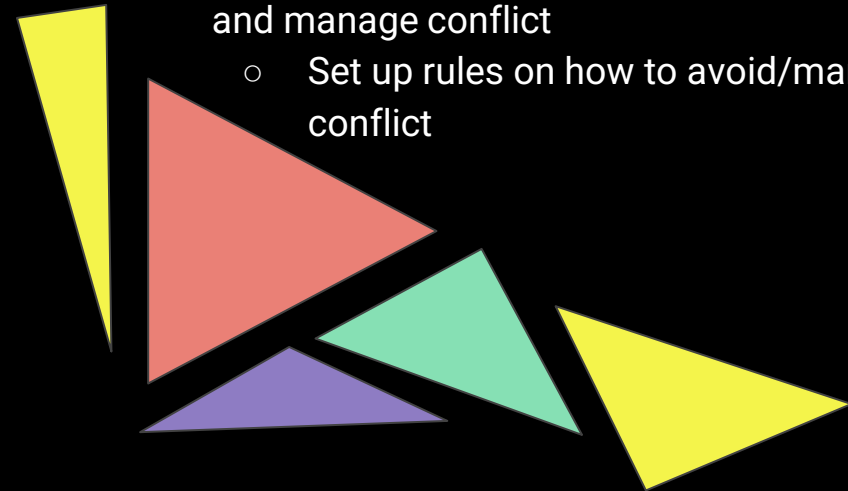 and manage conflict
○ Set up rules on how to avoid/ma
conflict